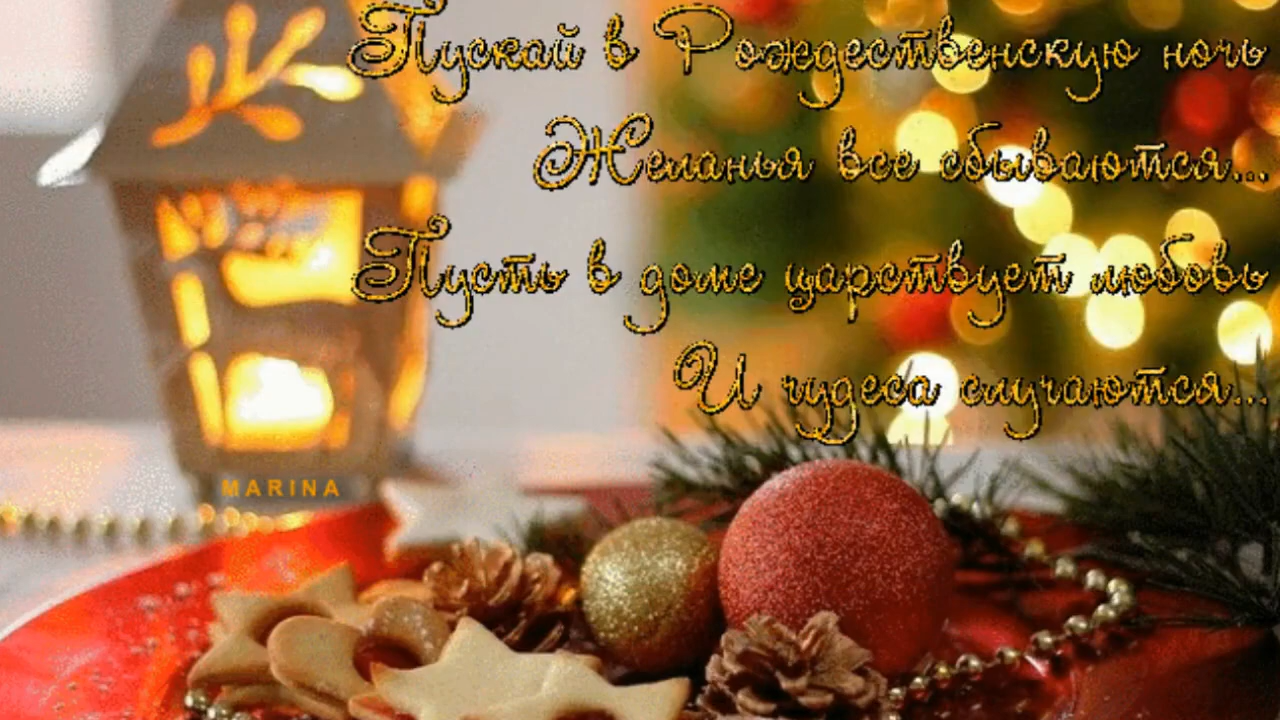 Пускай в Рождественскую ночь
Желанья все сбываются...
Пусть в доме царствует любовь
И чудеса случаются...
MARINA